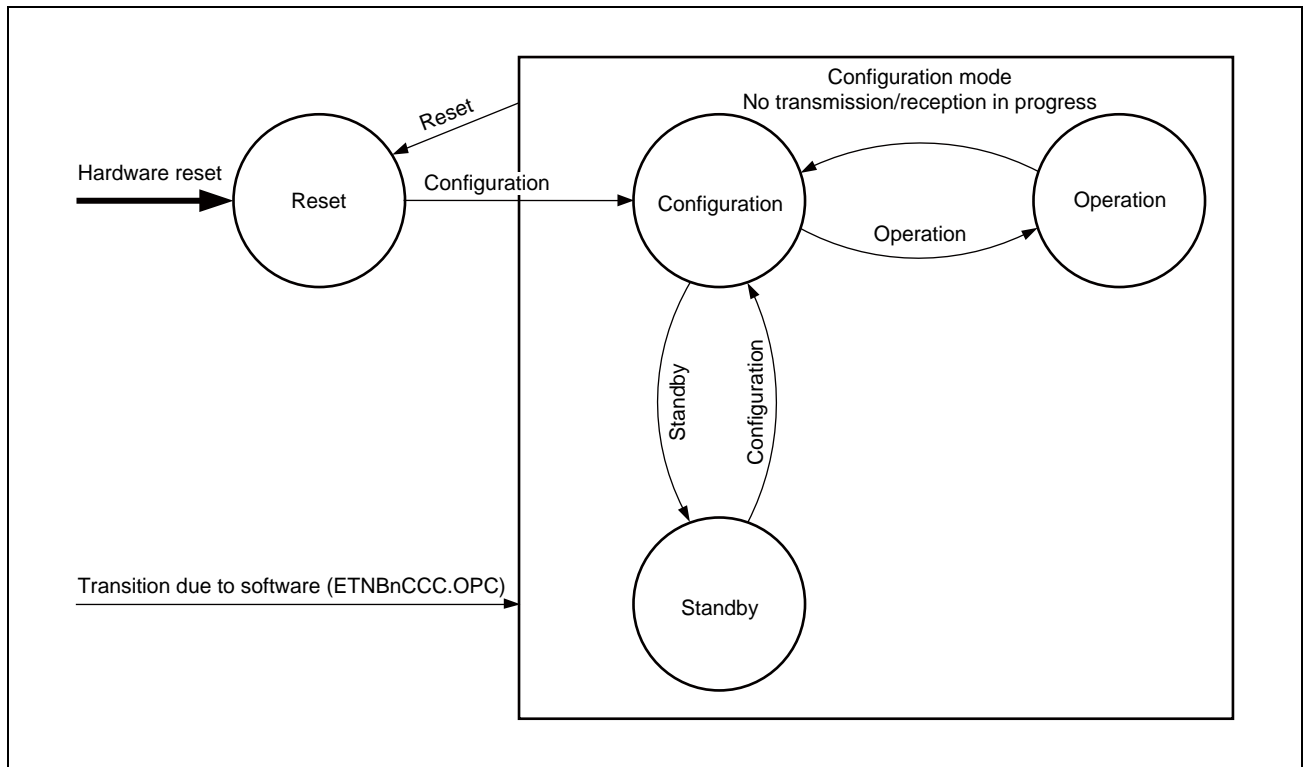 Configuration mode
No transmission/reception in progress
Reset
Hardware reset
Configuration
Reset
Configuration
Operation
Operation
Standby
Configuration
Transition due to software (ETNBnCCC.OPC)
Standby